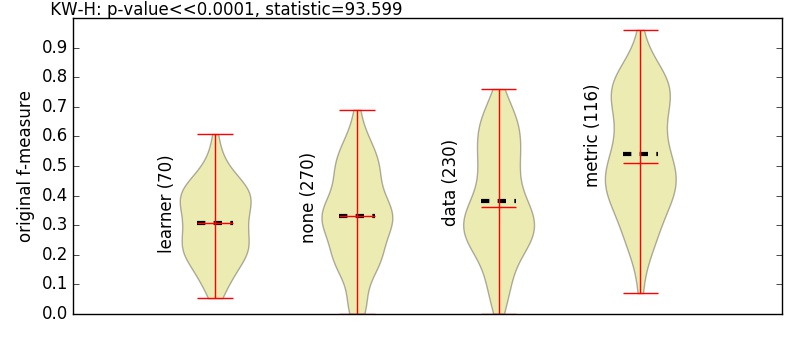 KW-H: p-value<<0.0001, statistic=93.599
original f-measure
0.9
0.8
0.7
0.6
0.5
0.4
0.3
0.2
0.1
0.0
learner (70)
none (270)
data (230)
metric (116)